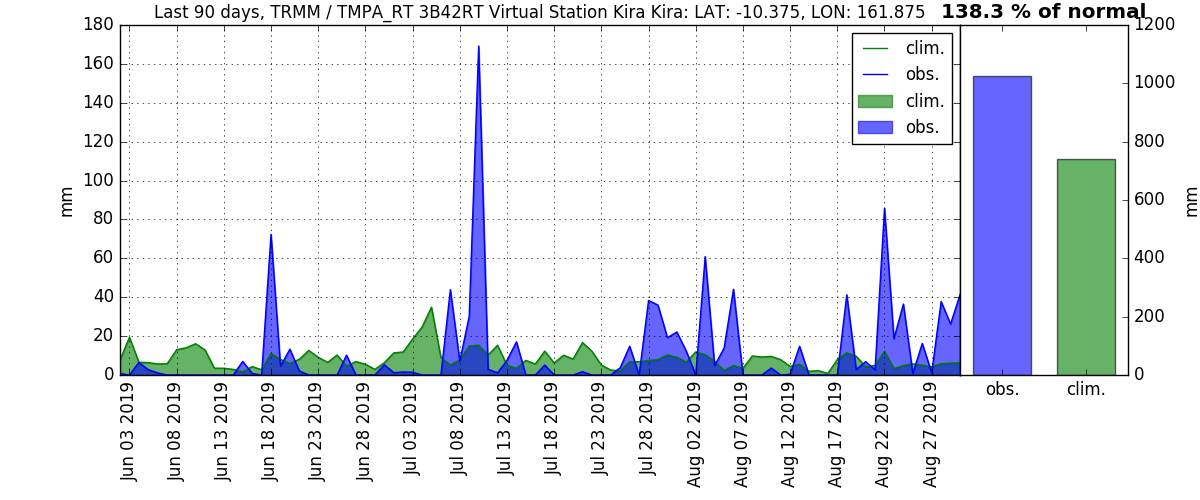 Last 90 days, TRMM / TMPA_RT 3B42RT Virtual Station Kira Kira: LAT: -10.375, LON: 161.875 138.3 % of normal
180
160
140
120
100
80
60
40
20
0
mm
clim.
obs.
clim.
obs.
1200
1000
800
600
400
200
0
mm
Jun 03 2019
Jun 08 2019
Jun 13 2019
Jun 18 2019
Jun 23 2019
Jun 28 2019
Jul 03 2019
Jul 08 2019
Jul 13 2019
Jul 18 2019
Jul 23 2019
Jul 28 2019
Aug 02 2019
Aug 07 2019
Aug 12 2019
Aug 17 2019
Aug 22 2019
Aug 27 2019
obs.
clim.